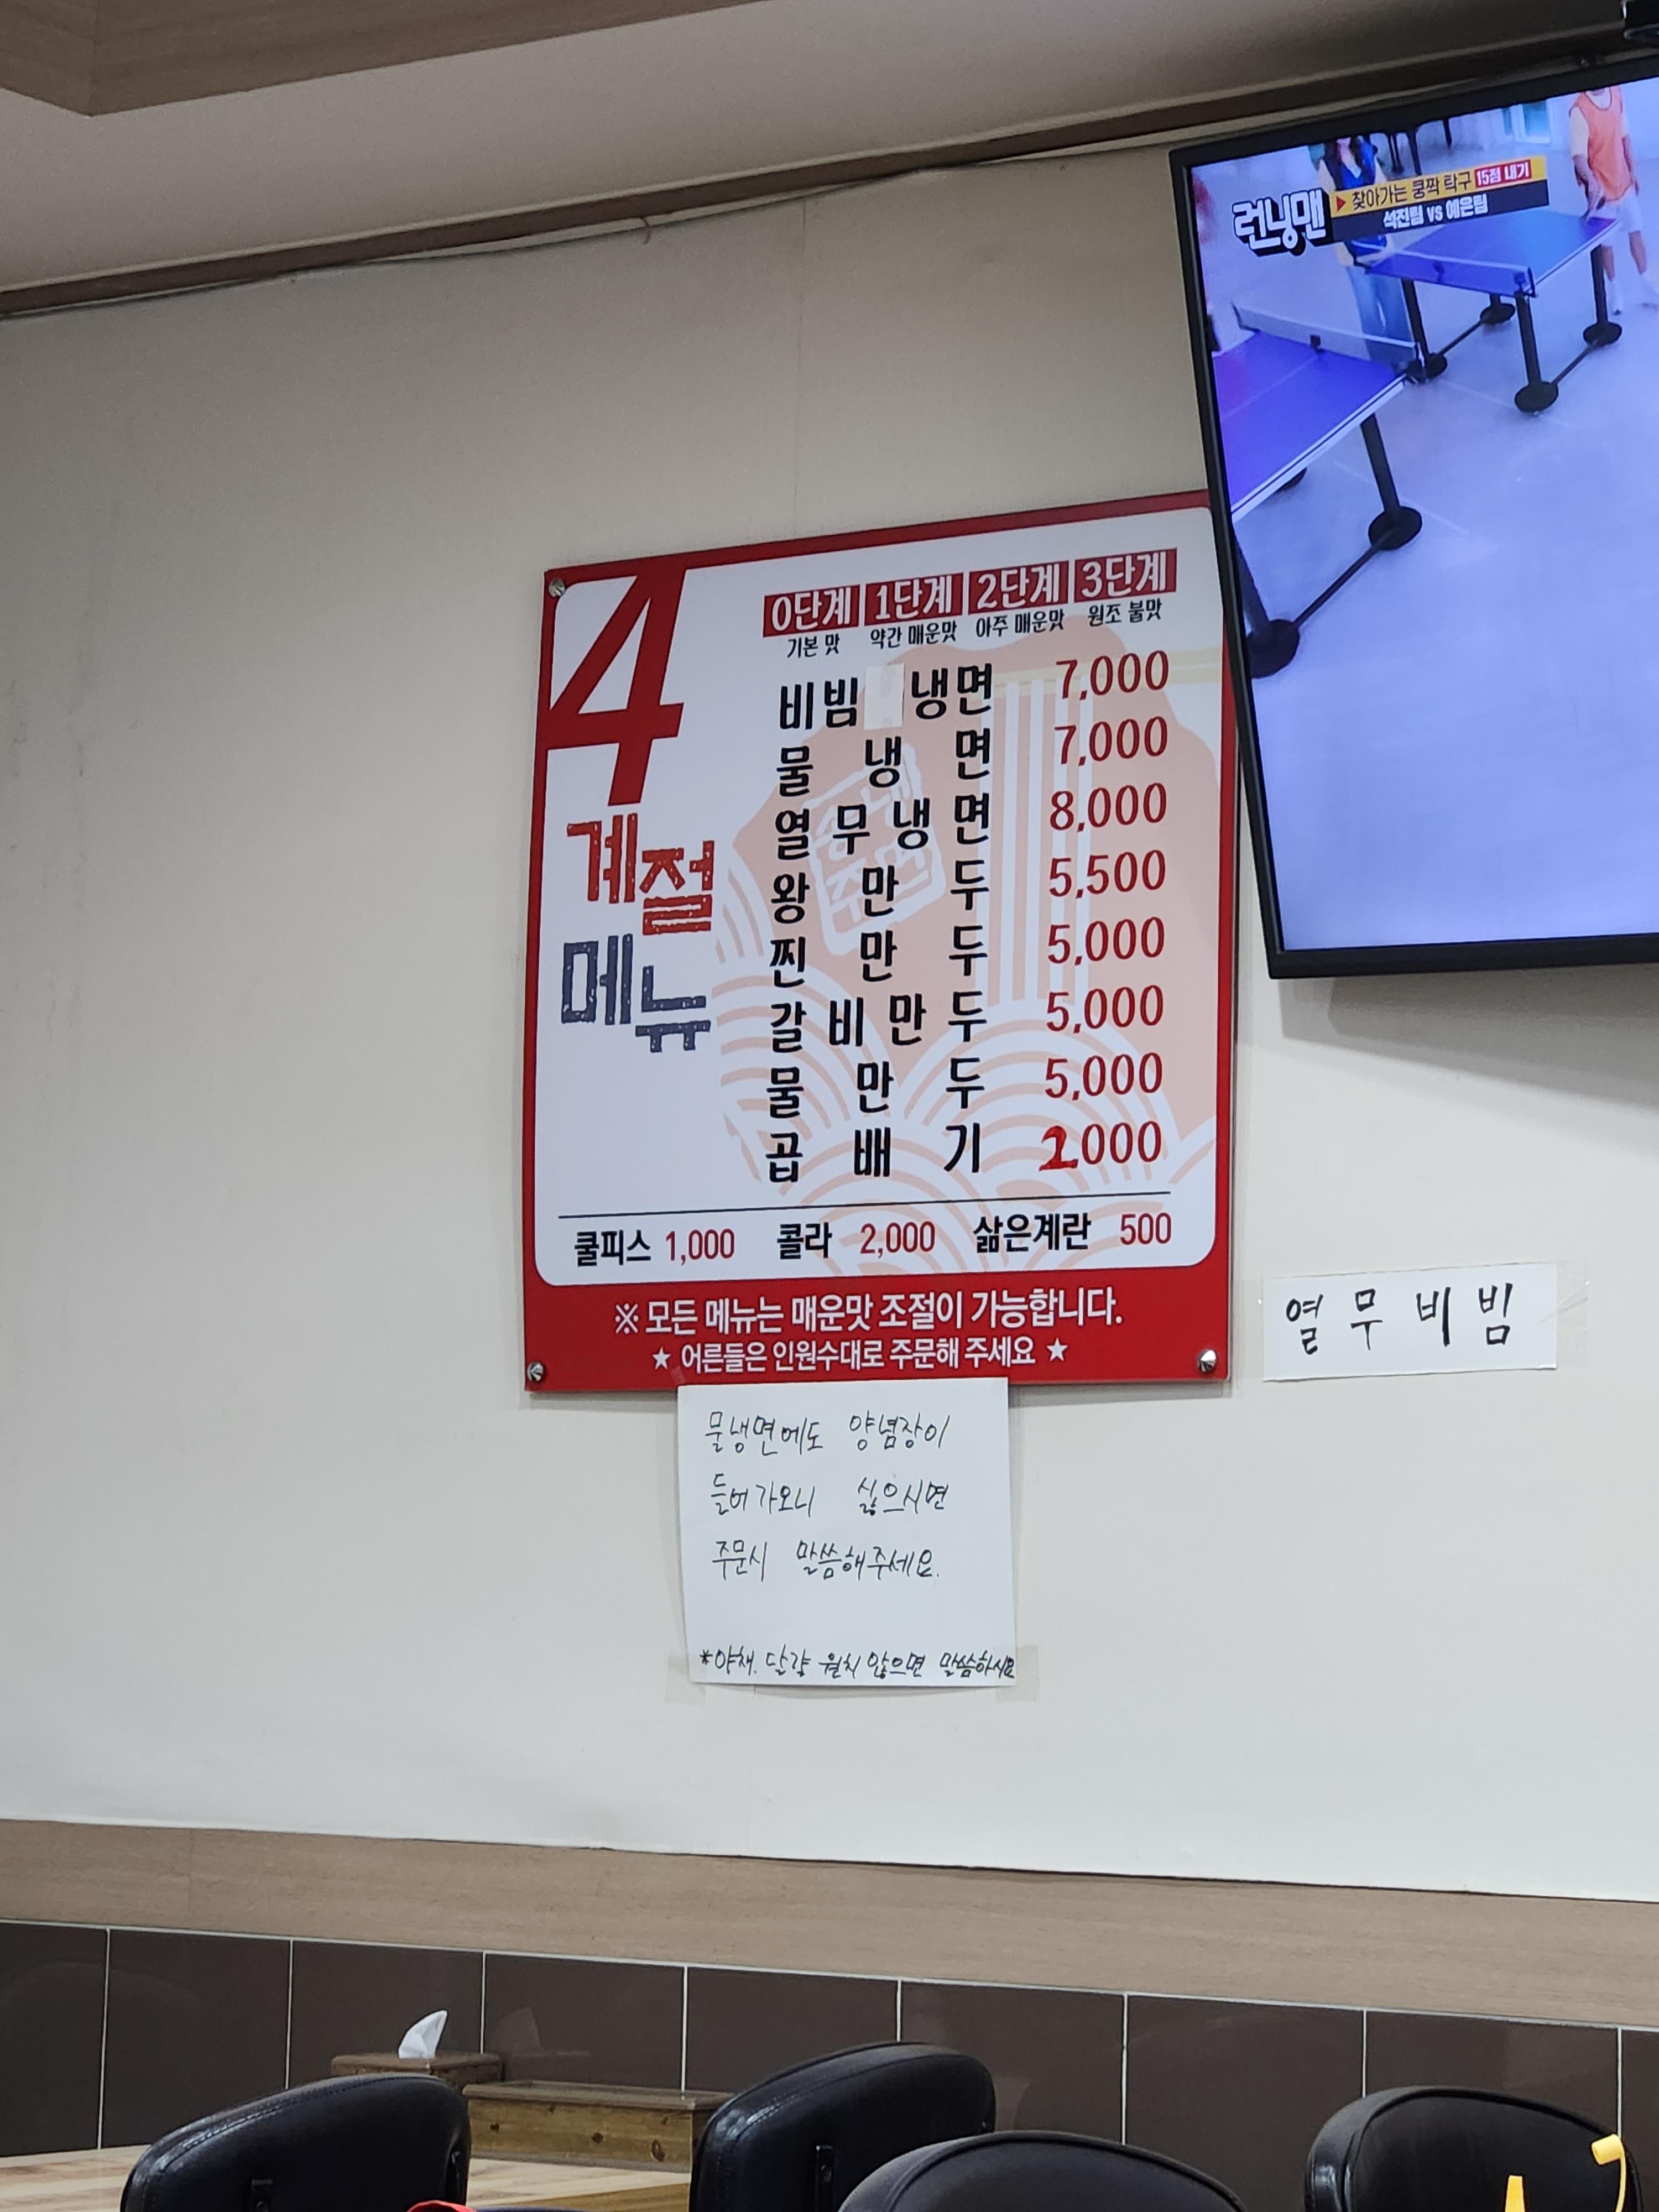 런닝맨
▶ 찾아가는 쿵짝 탁구 15점 내기
석진팀 vs 예은팀
4
계절
메뉴
0단계 1단계 2단계 3단계
기본 맛 약간 매운맛 아주 매운맛 원조 불맛
비빔 냉면 7,000
물냉면 7,000
열무냉면 8,000
왕만두 5,500
찐만두 5,000
갈비만두 5,000
물만두 5,000
곱배기 2,000
쿨피스 1,000 콜라 2,000 삶은계란 500
※ 모든 메뉴는 매운맛 조절이 가능합니다.
★ 어른들은 인원수대로 주문해 주세요 ★
열무비빔
물냉면에도 양념장이
들어가오니 싫으시면
주문시 말씀해주세요.
*야채. 달걀 원치 않으면 말씀하시요